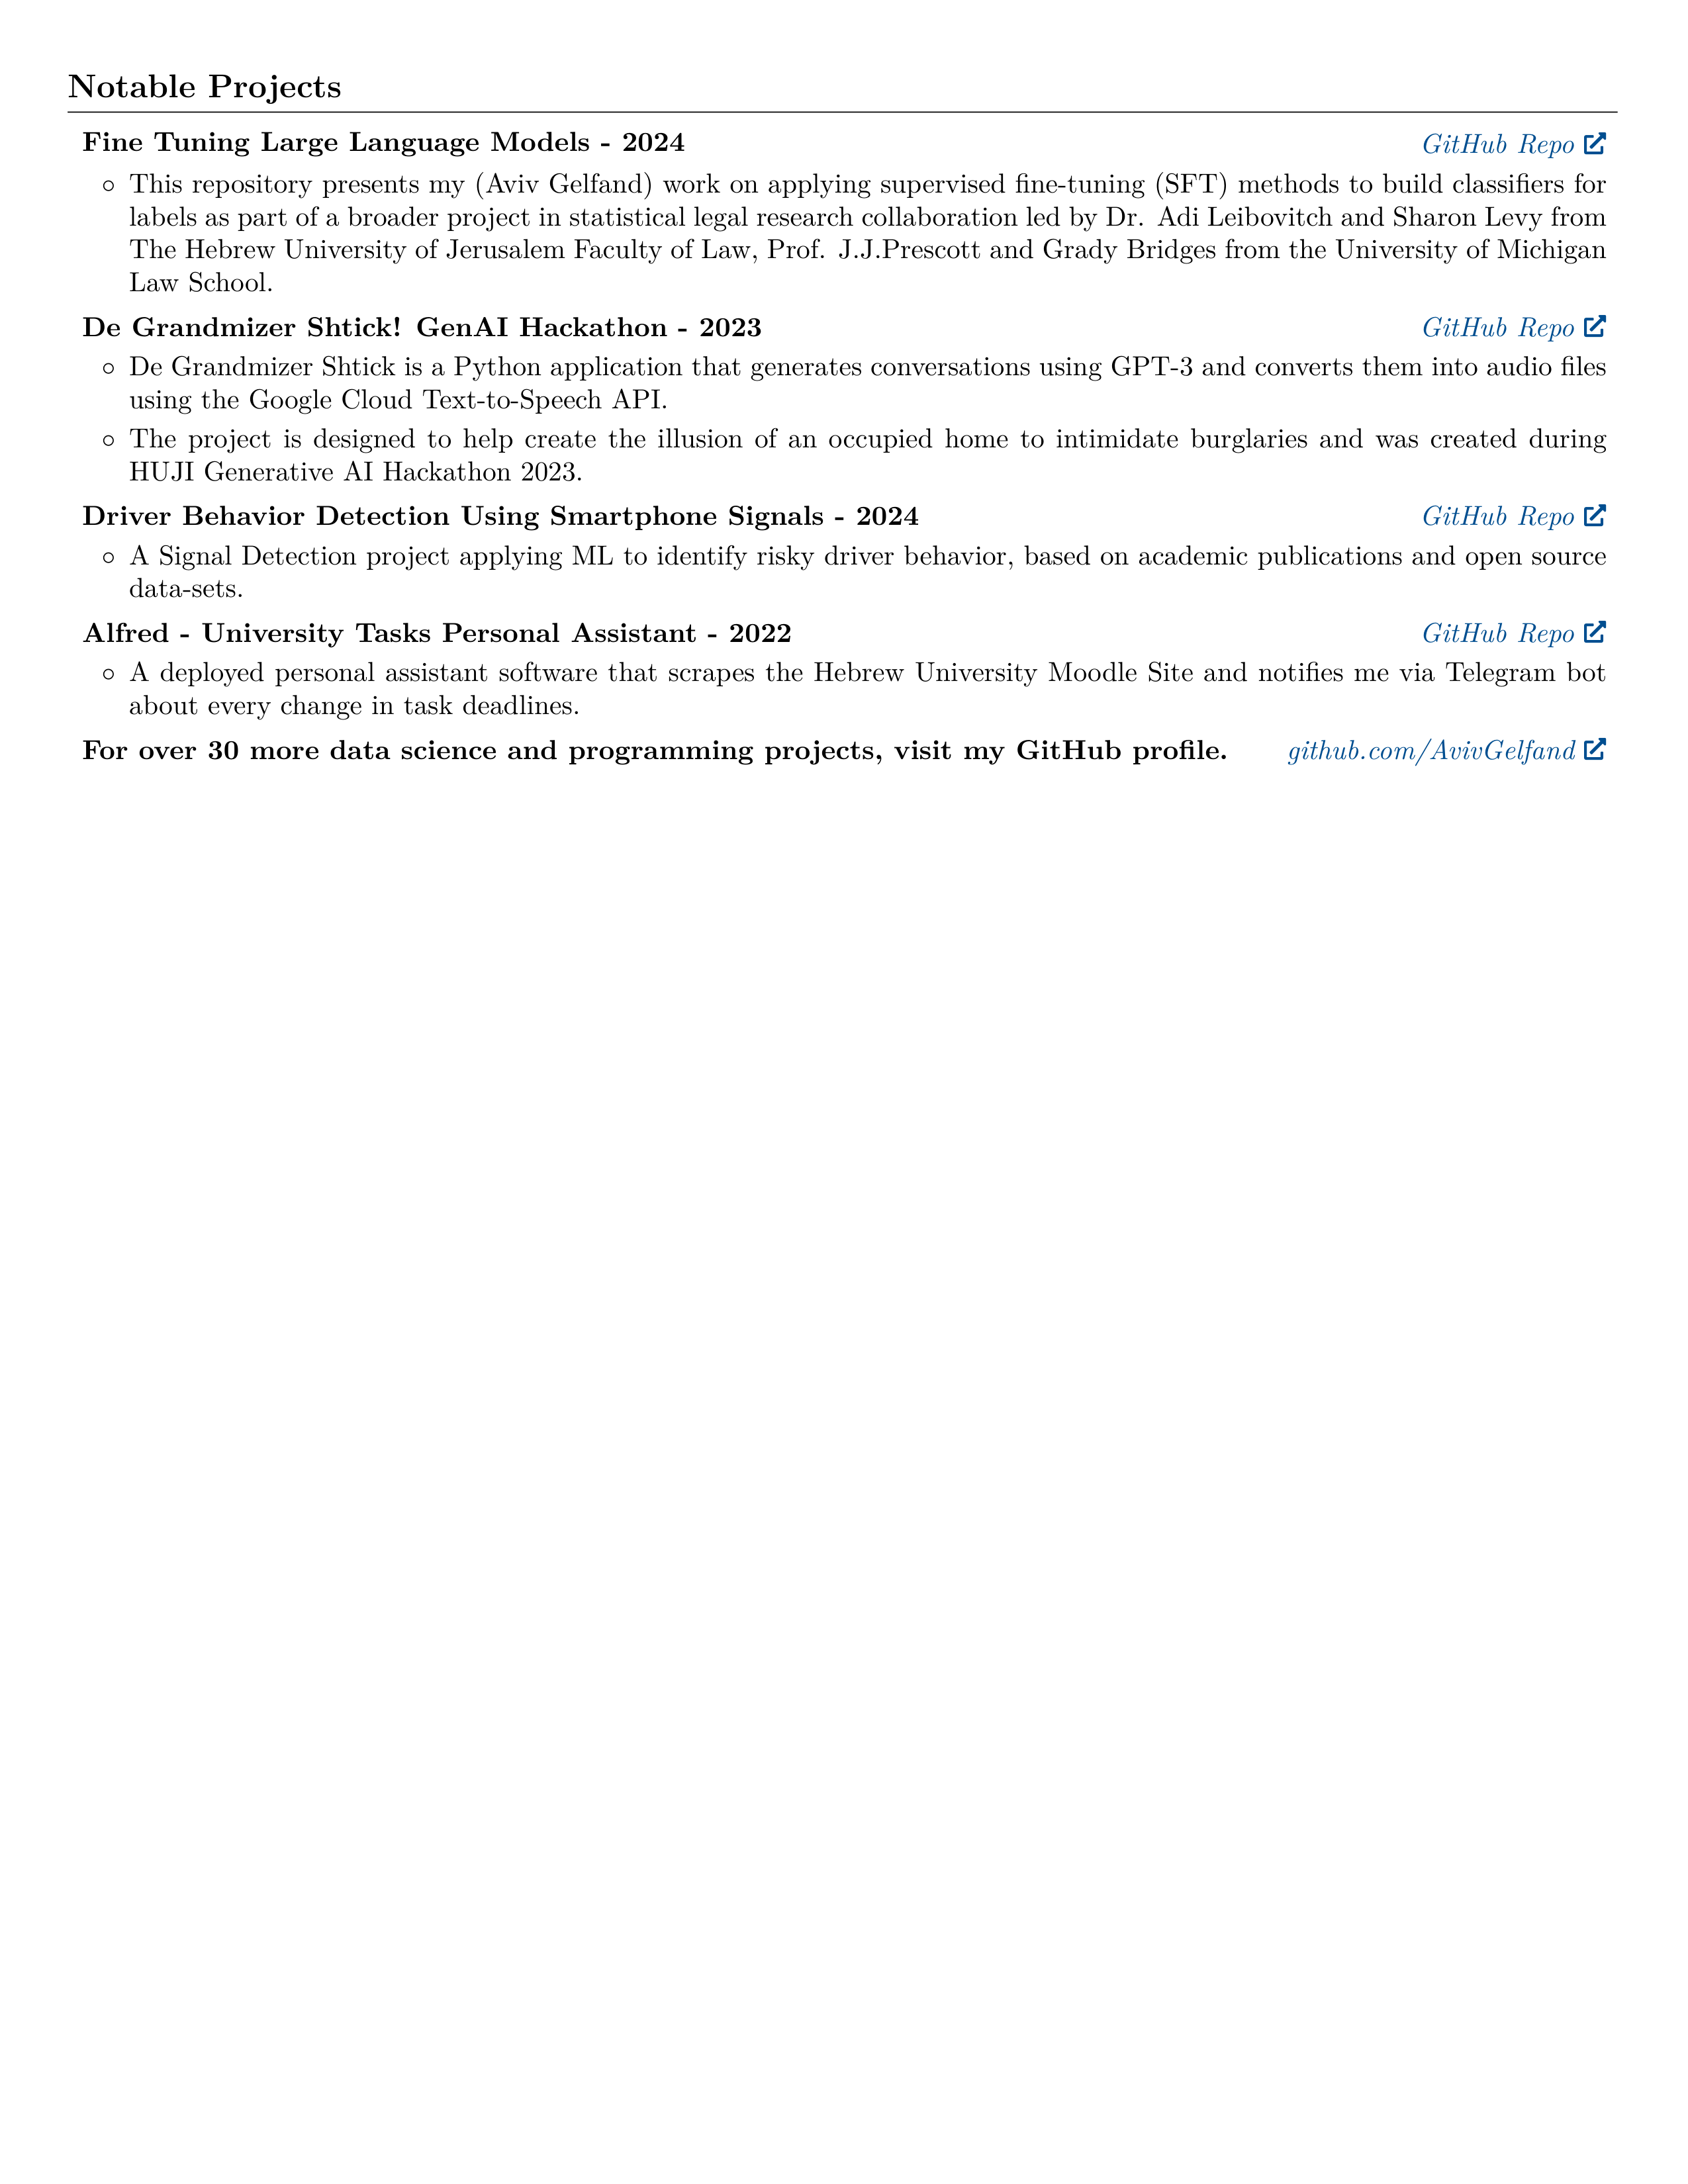 Notable Projects
Fine Tuning Large Language Models - 2024 GitHub Repo
◦ This repository presents my (Aviv Gelfand) work on applying supervised fine-tuning (SFT) methods to build classifiers for
labels as part of a broader project in statistical legal research collaboration led by Dr. Adi Leibovitch and Sharon Levy from
The Hebrew University of Jerusalem Faculty of Law, Prof. J.J.Prescott and Grady Bridges from the University of Michigan
Law School.
De Grandmizer Shtick! GenAI Hackathon - 2023 GitHub Repo
◦ De Grandmizer Shtick is a Python application that generates conversations using GPT-3 and converts them into audio files
using the Google Cloud Text-to-Speech API.
◦ The project is designed to help create the illusion of an occupied home to intimidate burglaries and was created during
HUJI Generative AI Hackathon 2023.
Driver Behavior Detection Using Smartphone Signals - 2024 GitHub Repo
◦ A Signal Detection project applying ML to identify risky driver behavior, based on academic publications and open source
data-sets.
Alfred - University Tasks Personal Assistant - 2022 GitHub Repo
◦ A deployed personal assistant software that scrapes the Hebrew University Moodle Site and notifies me via Telegram bot
about every change in task deadlines.
For over 30 more data science and programming projects, visit my GitHub profile. github.com/AvivGelfand